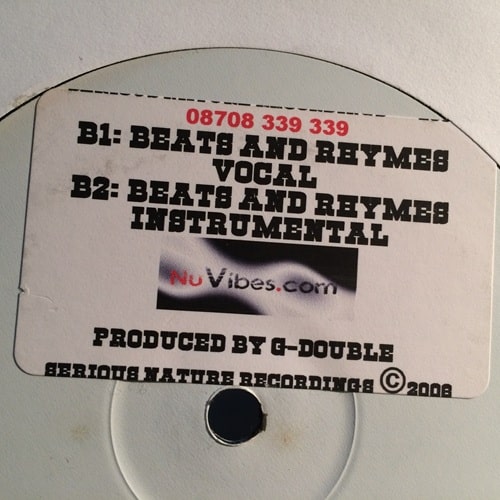 08708 339 339
B1: BEATS AND RHYMES
VOCAL
B2: BEATS AND RHYMES
INSTRUMENTAL
NuVibes.com
PRODUCED BY G-DOUBLE
SERIOUS NATURE RECORDINGS © 2006